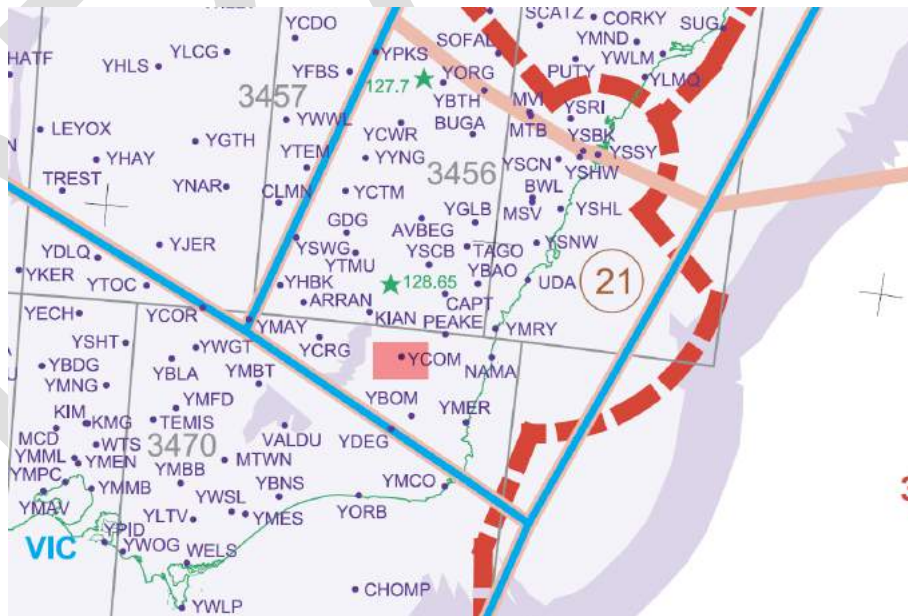 YCDO
SCATZ
CORKY
SUG
HATF
YLCG
YPKS
SOFAL
YMND
YWLM
YHLS
YFBS
127.7
YORG
PUTY
YLMQ
3457
YBTH
MVI
YSRI
LEYOX
YWWL
YCWR
BUGA
MTB
YSBK
YGTH
YTEM
YYNG
YSCN
YSSY
YHAY
3456
YSHW
TREST
YNAR
CLMN
YCTM
BWL
MSV
YSHL
GDG
AVBEG
YGLB
YDLQ
YJER
YSWG
YSCB
TAGO
YSNW
YKER
YTMU
YBAO
YTOC
YHBK
128.65
UDA
21
ARRAN
CAPT
YECH
YCOR
YMAY
KIAN
PEAKE
YMRY
YSHT
YWGT
YCRG
YCOM
NAMA
YBDG
YBLA
YMBT
YMNG
YMFD
YBOM
YMER
KIM
KMG
TEMIS
VALDU
YDEG
MCD
WTS
3470
YMML
YMEN
YMBB
MTWN
YMPC
YMMB
YWSL
YBNS
YMCO
YMAV
YLTV
YMES
YORB
YPID
VIC
YWOG
WELS
CHOMP
YWLP